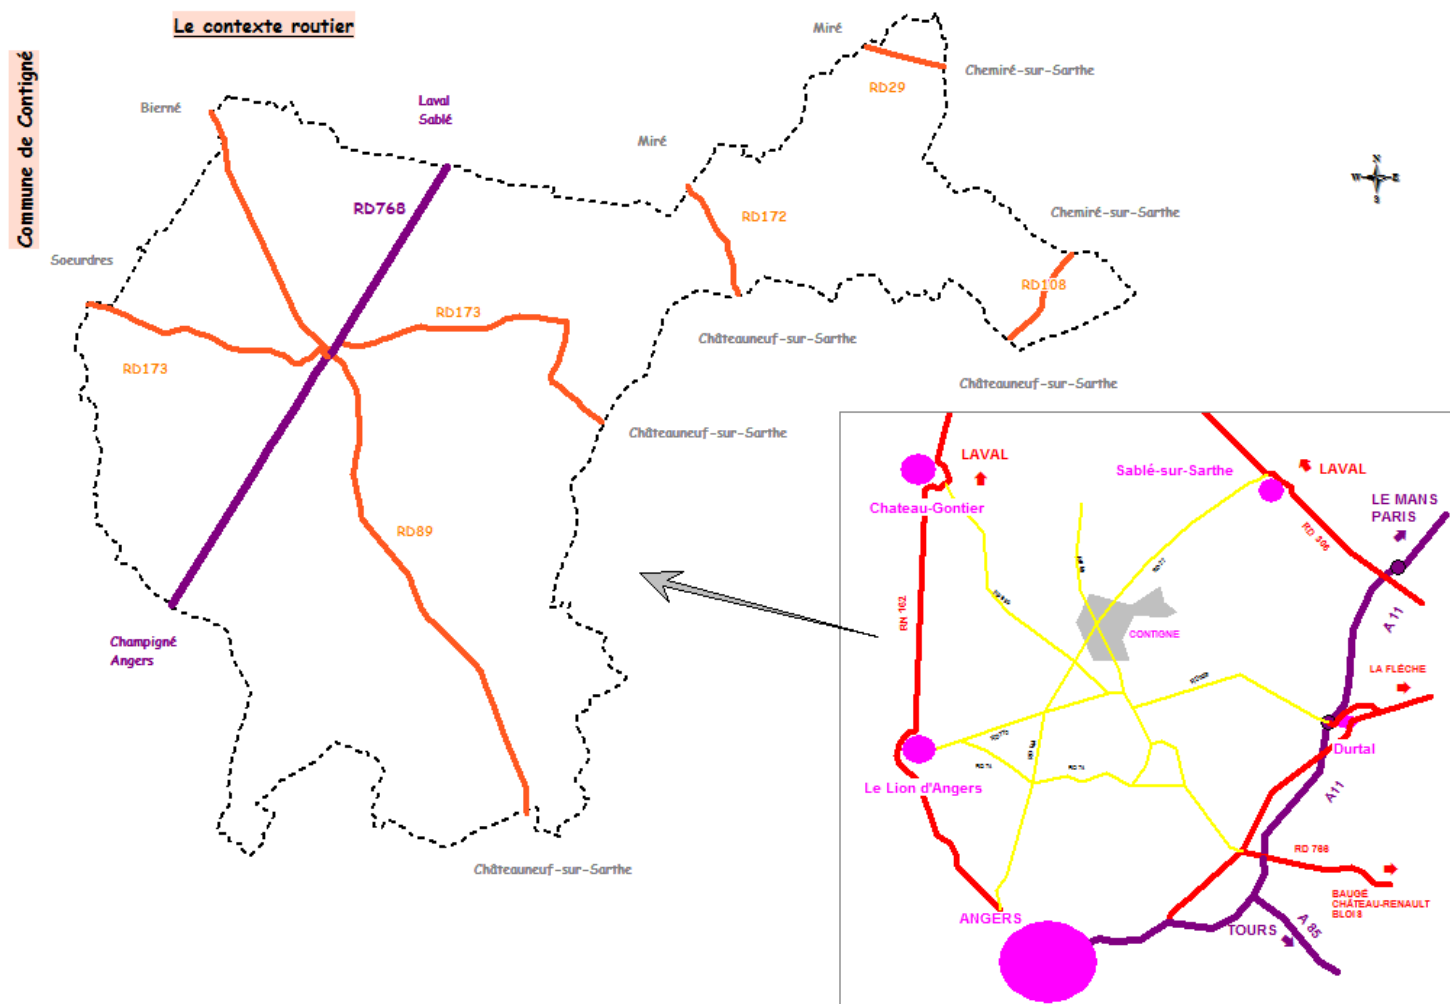 Le contexte routier
Commune de Contigné
Miré
Chemiré-sur-Sarthe
RD29
Bierné
Laval
Sablé
Miré
N
W E
S
RD768
RD172
Chemiré-sur-Sarthe
Soeurdres
RD108
RD173
RD173
Châteauneuf-sur-Sarthe
Châteauneuf-sur-Sarthe
Châteauneuf-sur-Sarthe
RD89
Champigné
Angers
Châteauneuf-sur-Sarthe
LAVAL
Sablé-sur-Sarthe
LAVAL
Chateau-Gontier
LE MANS
PARIS
RD 306
RN 162
A 11
CONTIGNE
LA FLÉCHE
Durtal
Le Lion d'Angers
A11
RD 766
BAUGÉ
CHÂTEAU-RENAULT
BLOIS
ANGERS
TOURS
A 85